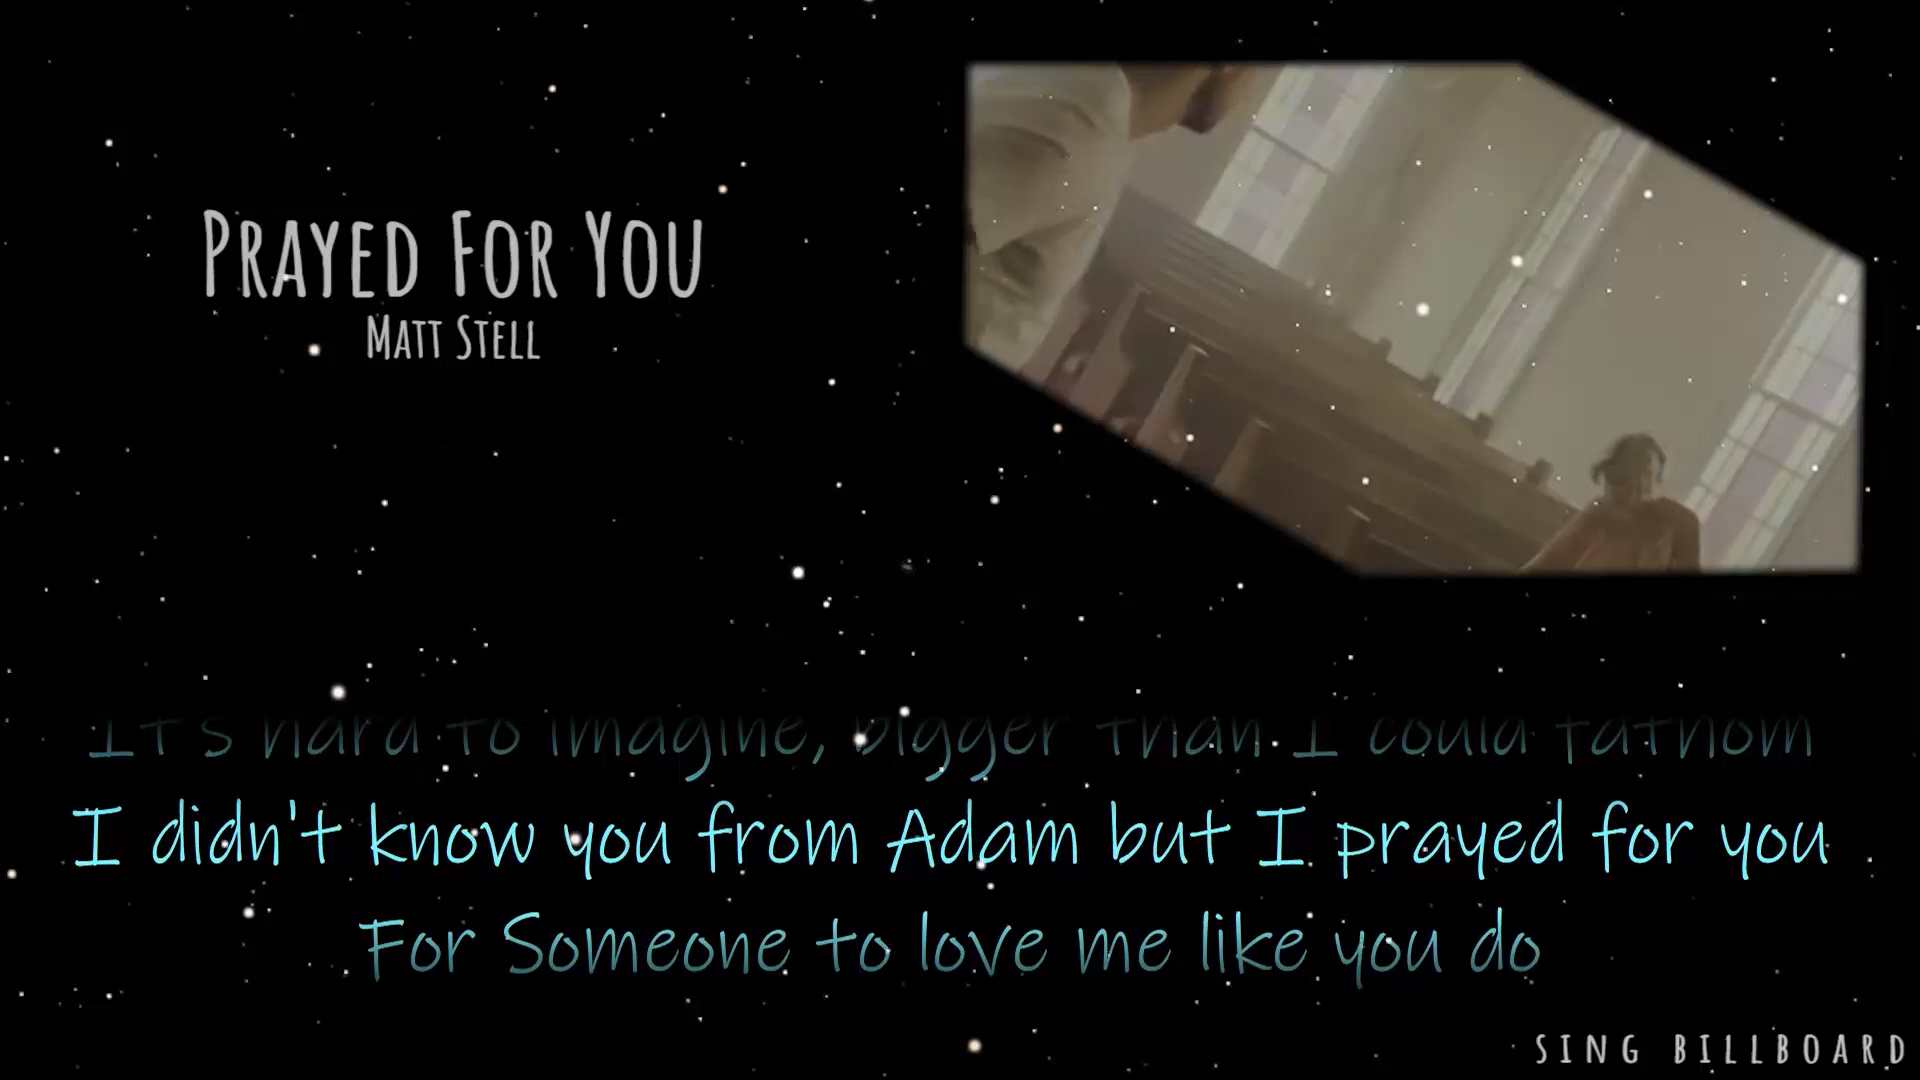 PRAYED FOR YOU
MATT STELL
It's hard to imagine, bigger than I could fathom
I didn't know you from Adam but I prayed for you
For Someone to love me like you do
SING BILLBOARD